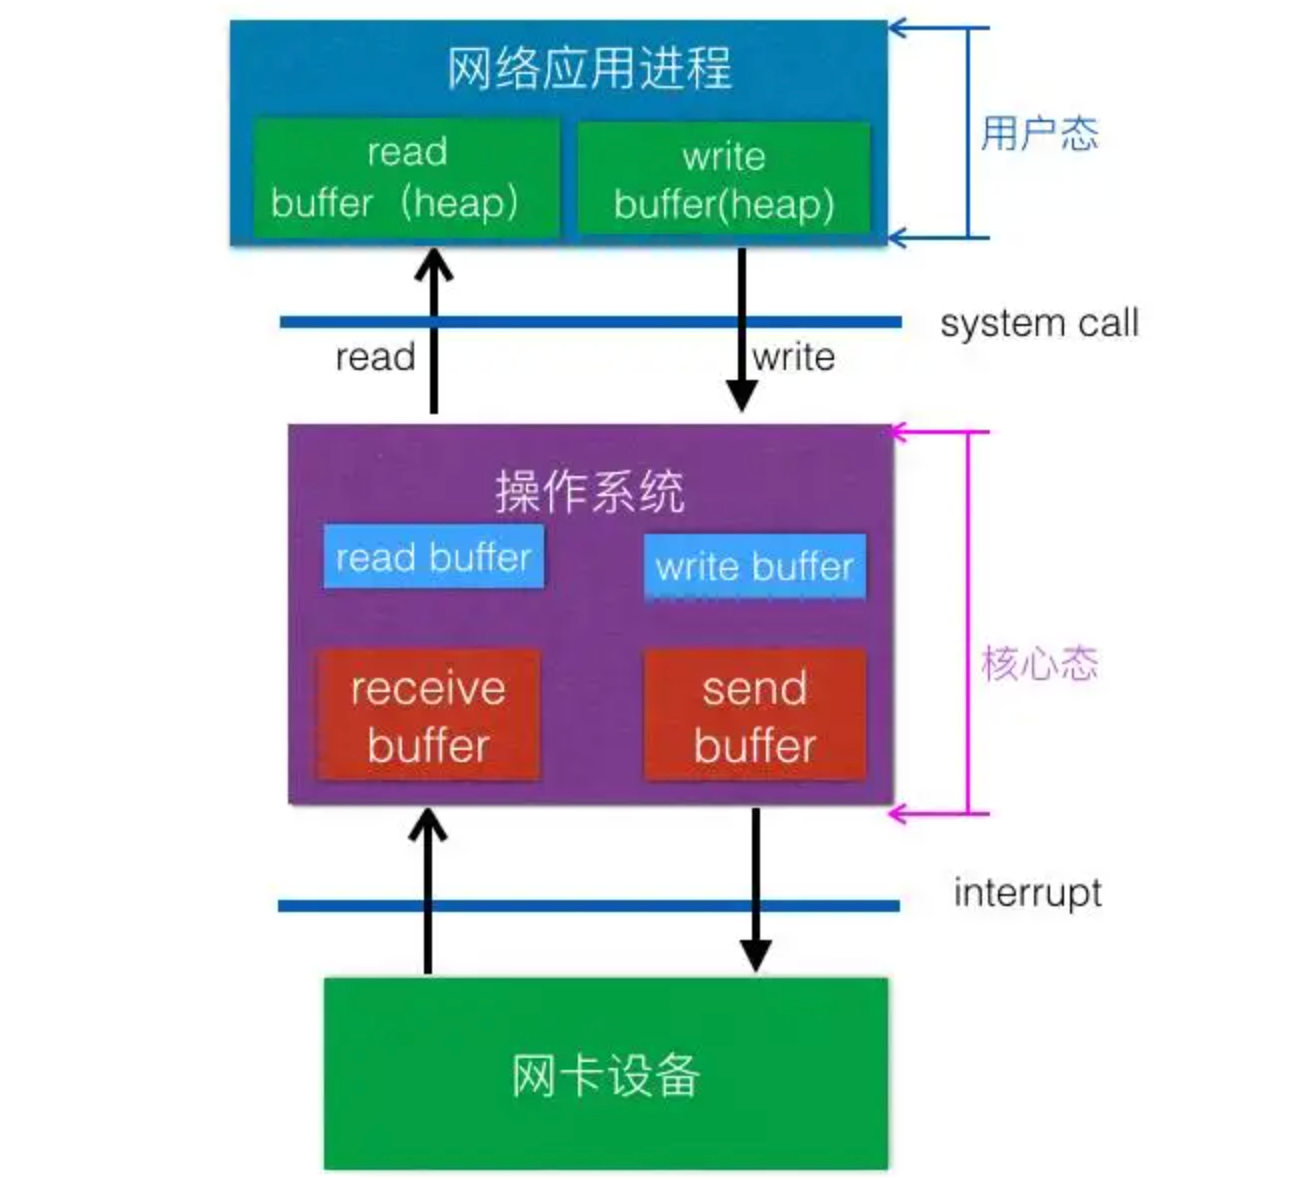 网络应用进程
read
buffer（heap）
write
buffer(heap)
用户态
system call
read
write
操作系统
read buffer
write buffer
receive
buffer
send
buffer
核心态
interrupt
网卡设备